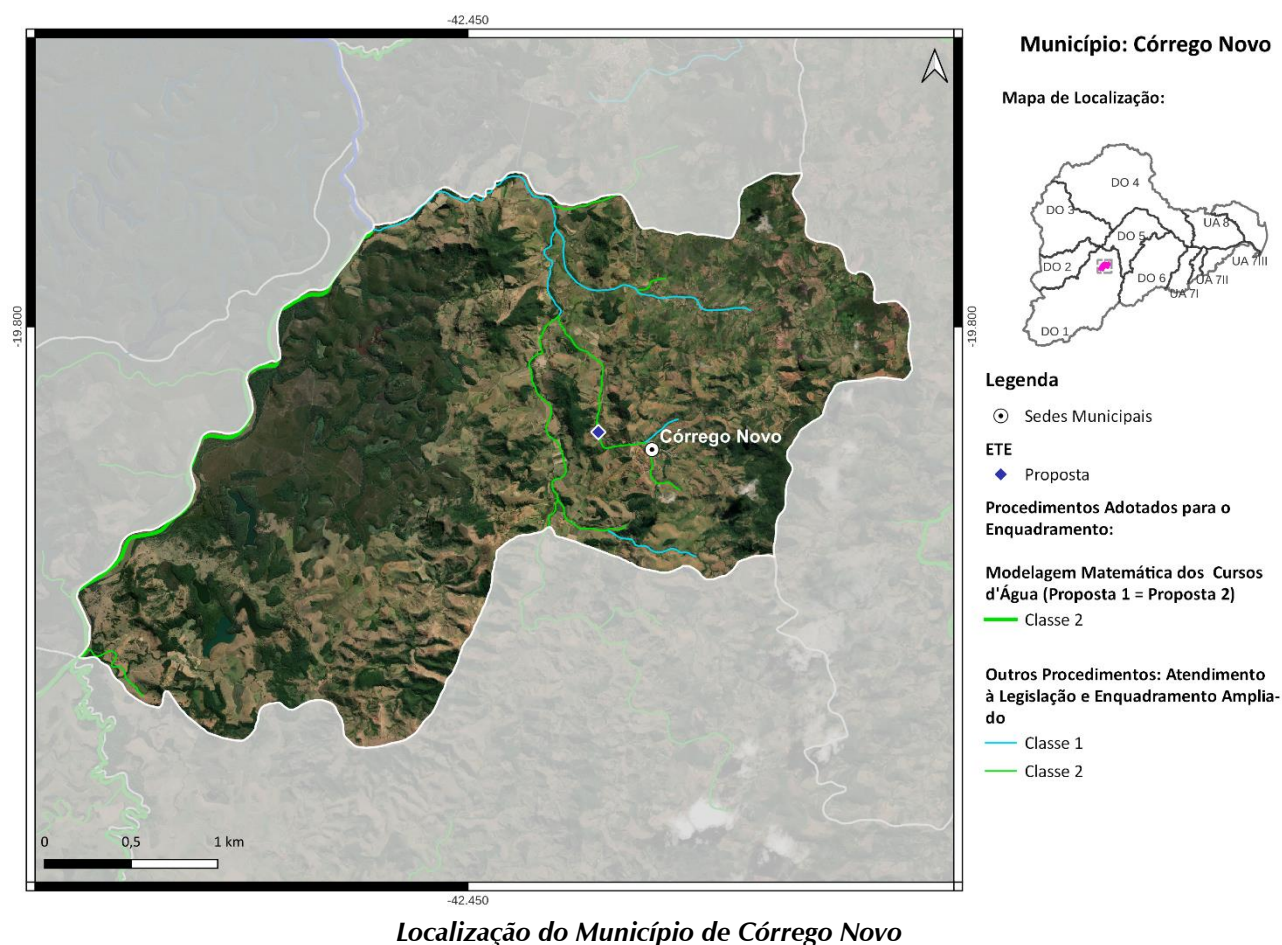 -42.450
Município: Córrego Novo
Mapa de Localização:
DO 4
DO 3
UA 8
DO 5
UA 7III
DO 2
DO 6
UA 7II
UA 7I
DO 1
-19.800
-19.800
Legenda
Sedes Municipais
ETE
Proposta
Córrego Novo
Procedimentos Adotados para o
Enquadramento:
Modelagem Matemática dos Cursos
d'Água (Proposta 1 = Proposta 2)
Classe 2
Outros Procedimentos: Atendimento
à Legislação e Enquadramento Amplia-
do
Classe 1
Classe 2
0 0,5 1 km
-42.450
Localização do Município de Córrego Novo